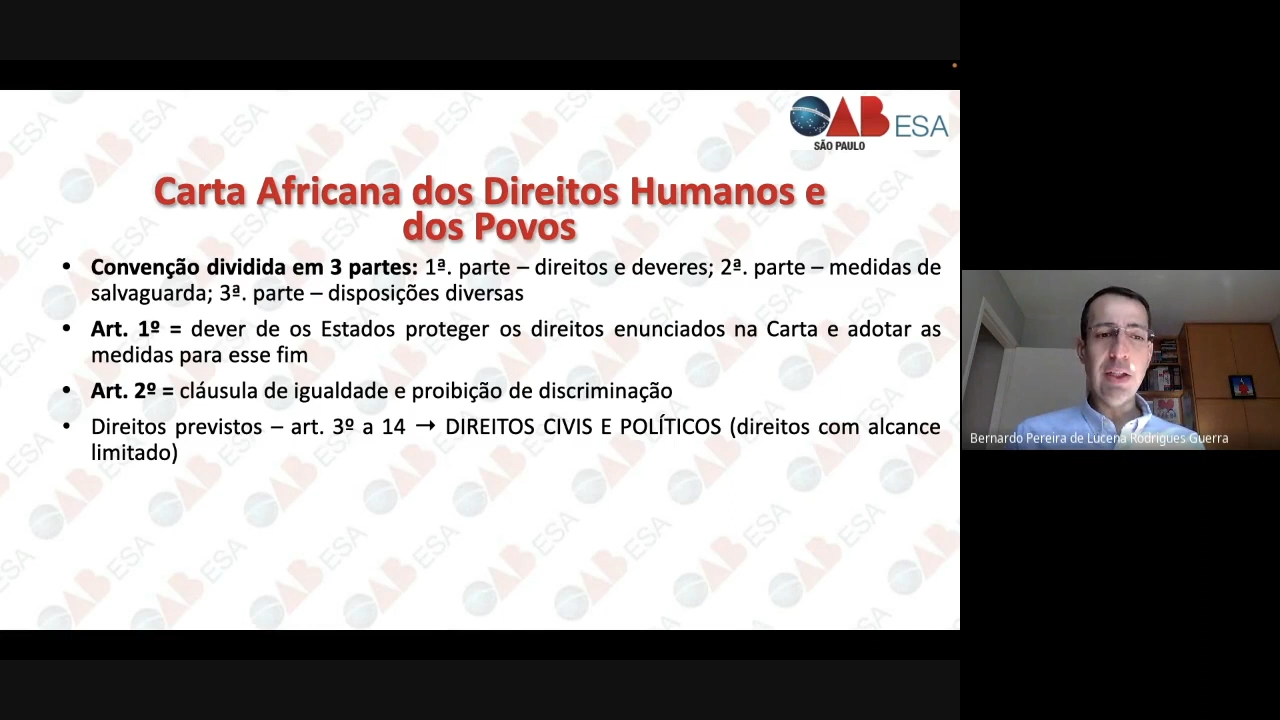 OAB ESA
SÃO PAULO
Carta Africana dos Direitos Humanos e
dos Povos
• Convenção dividida em 3 partes: 1ª. parte – direitos e deveres; 2ª. parte – medidas de
salvaguarda; 3ª. parte – disposições diversas
• Art. 1º = dever de os Estados proteger os direitos enunciados na Carta e adotar as
medidas para esse fim
• Art. 2º = cláusula de igualdade e proibição de discriminação
• Direitos previstos – art. 3º a 14 → DIREITOS CIVIS E POLÍTICOS (direitos com alcance
limitado)
Bernardo Pereira de Lucena Rodrigues Guerra